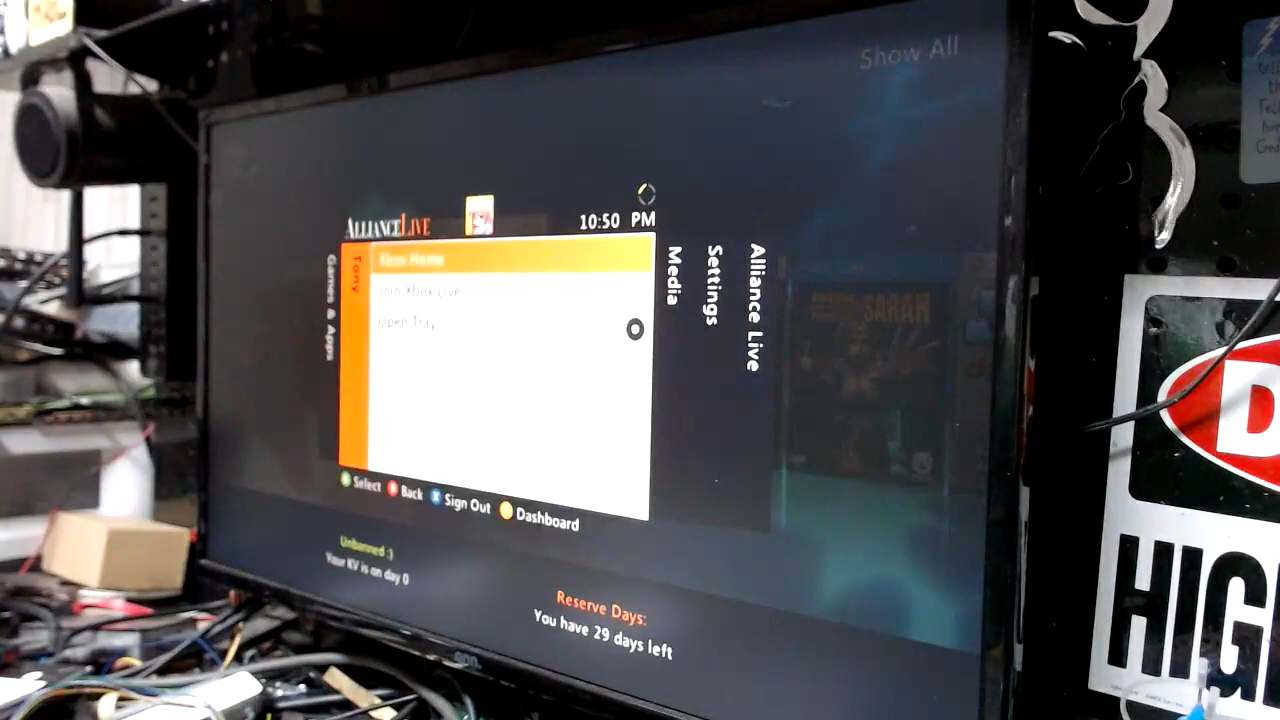 Show All
ALLIANCELIVE
10:50 PM
Games & Apps
Tony
Xbox Home
Join Xbox Live
Open Tray
Media
Settings
Alliance Live
SARAH
Select
Back
X
Sign Out
Dashboard
Unbanned :)
Your KV is on day 0
Reserve Days:
You have 29 days left
onn.
D
HIG